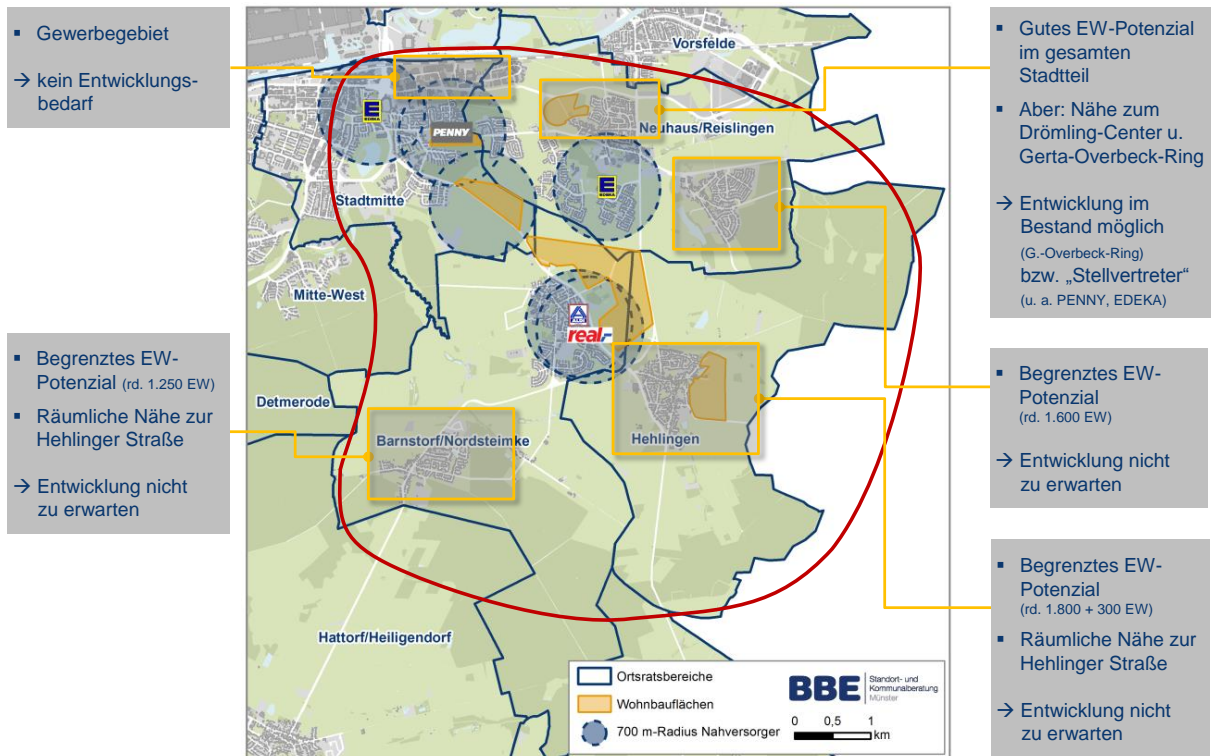 ▪ Gewerbegebiet
→ kein Entwicklungs-
bedarf
▪ Begrenztes EW-
Potenzial (rd. 1.250 EW)
▪ Räumliche Nähe zur
Hehlinger Straße
→ Entwicklung nicht
zu erwarten
Vorsfelde
E
EDEKA
PENNY
Neuhaus/Reislingen
E
EDEKA
Stadtmitte
Mitte-West
real,-
Detmerode
Barnstorf/Nordsteimke
Hehlingen
Hattorf/Heiligendorf
Ortsratsbereiche
Wohnbauflächen
700 m-Radius Nahversorger
BBE
Standort- und
Kommunalberatung
Münster
0 0,5 1
km
▪ Gutes EW-Potenzial
im gesamten
Stadtteil
▪ Aber: Nähe zum
Drömling-Center u.
Gerta-Overbeck-Ring
→ Entwicklung im
Bestand möglich
(G.-Overbeck-Ring)
bzw. „Stellvertreter“
(u. a. PENNY, EDEKA)
▪ Begrenztes EW-
Potenzial
(rd. 1.600 EW)
→ Entwicklung nicht
zu erwarten
▪ Begrenztes EW-
Potenzial
(rd. 1.800 + 300 EW)
▪ Räumliche Nähe zur
Hehlinger Straße
→ Entwicklung nicht
zu erwarten